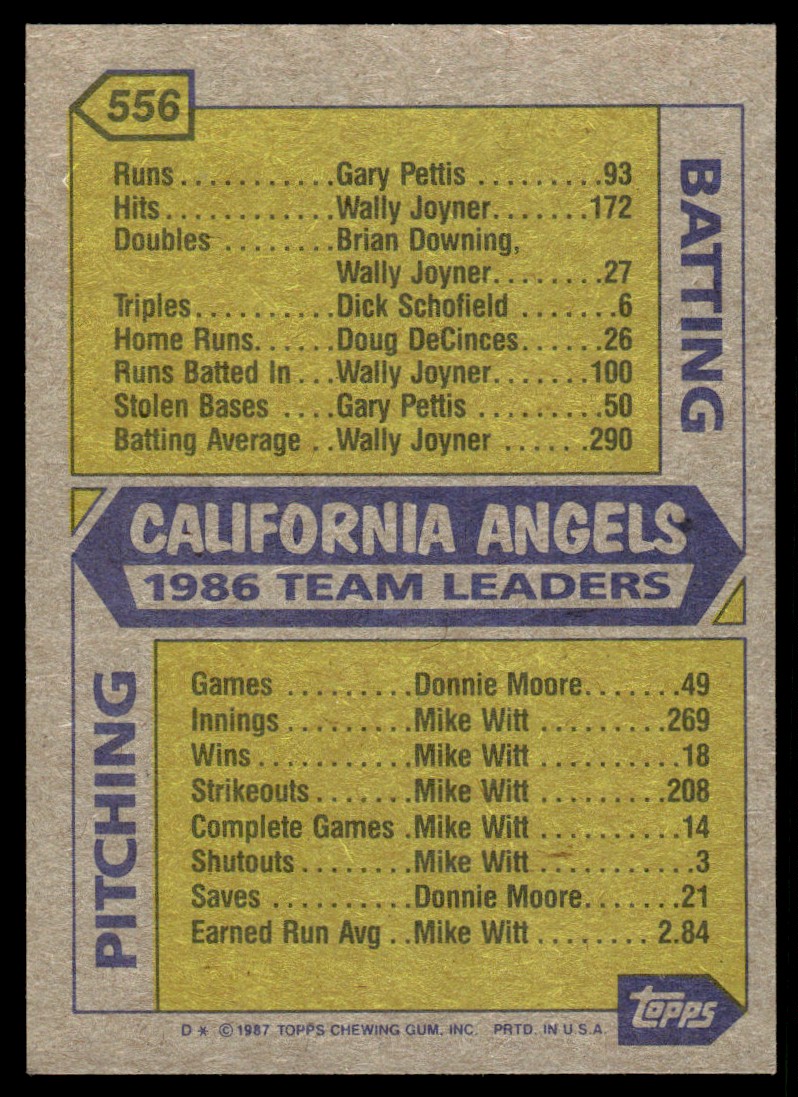 556
BATTING
Runs...........Gary Pettis .........93
Hits............Wally Joyner.......172
Doubles ........Brian Downing,
Wally Joyner........27
Triples..........Dick Schofield .......6
Home Runs......Doug DeCinces......26
Runs Batted In...Wally Joyner.......100
Stolen Bases ....Gary Pettis .........50
Batting Average ..Wally Joyner ......290
CALIFORNIA ANGELS
1986 TEAM LEADERS
PITCHING
Games .........Donnie Moore.......49
Innings.........Mike Witt .........269
Wins...........Mike Witt ..........18
Strikeouts.......Mike Witt .........208
Complete Games .Mike Witt ..........14
Shutouts........Mike Witt ...........3
Saves ..........Donnie Moore.......21
Earned Run Avg ..Mike Witt........ 2.84
topps
D * © 1987 TOPPS CHEWING GUM, INC. PRTD. IN U.S.A.